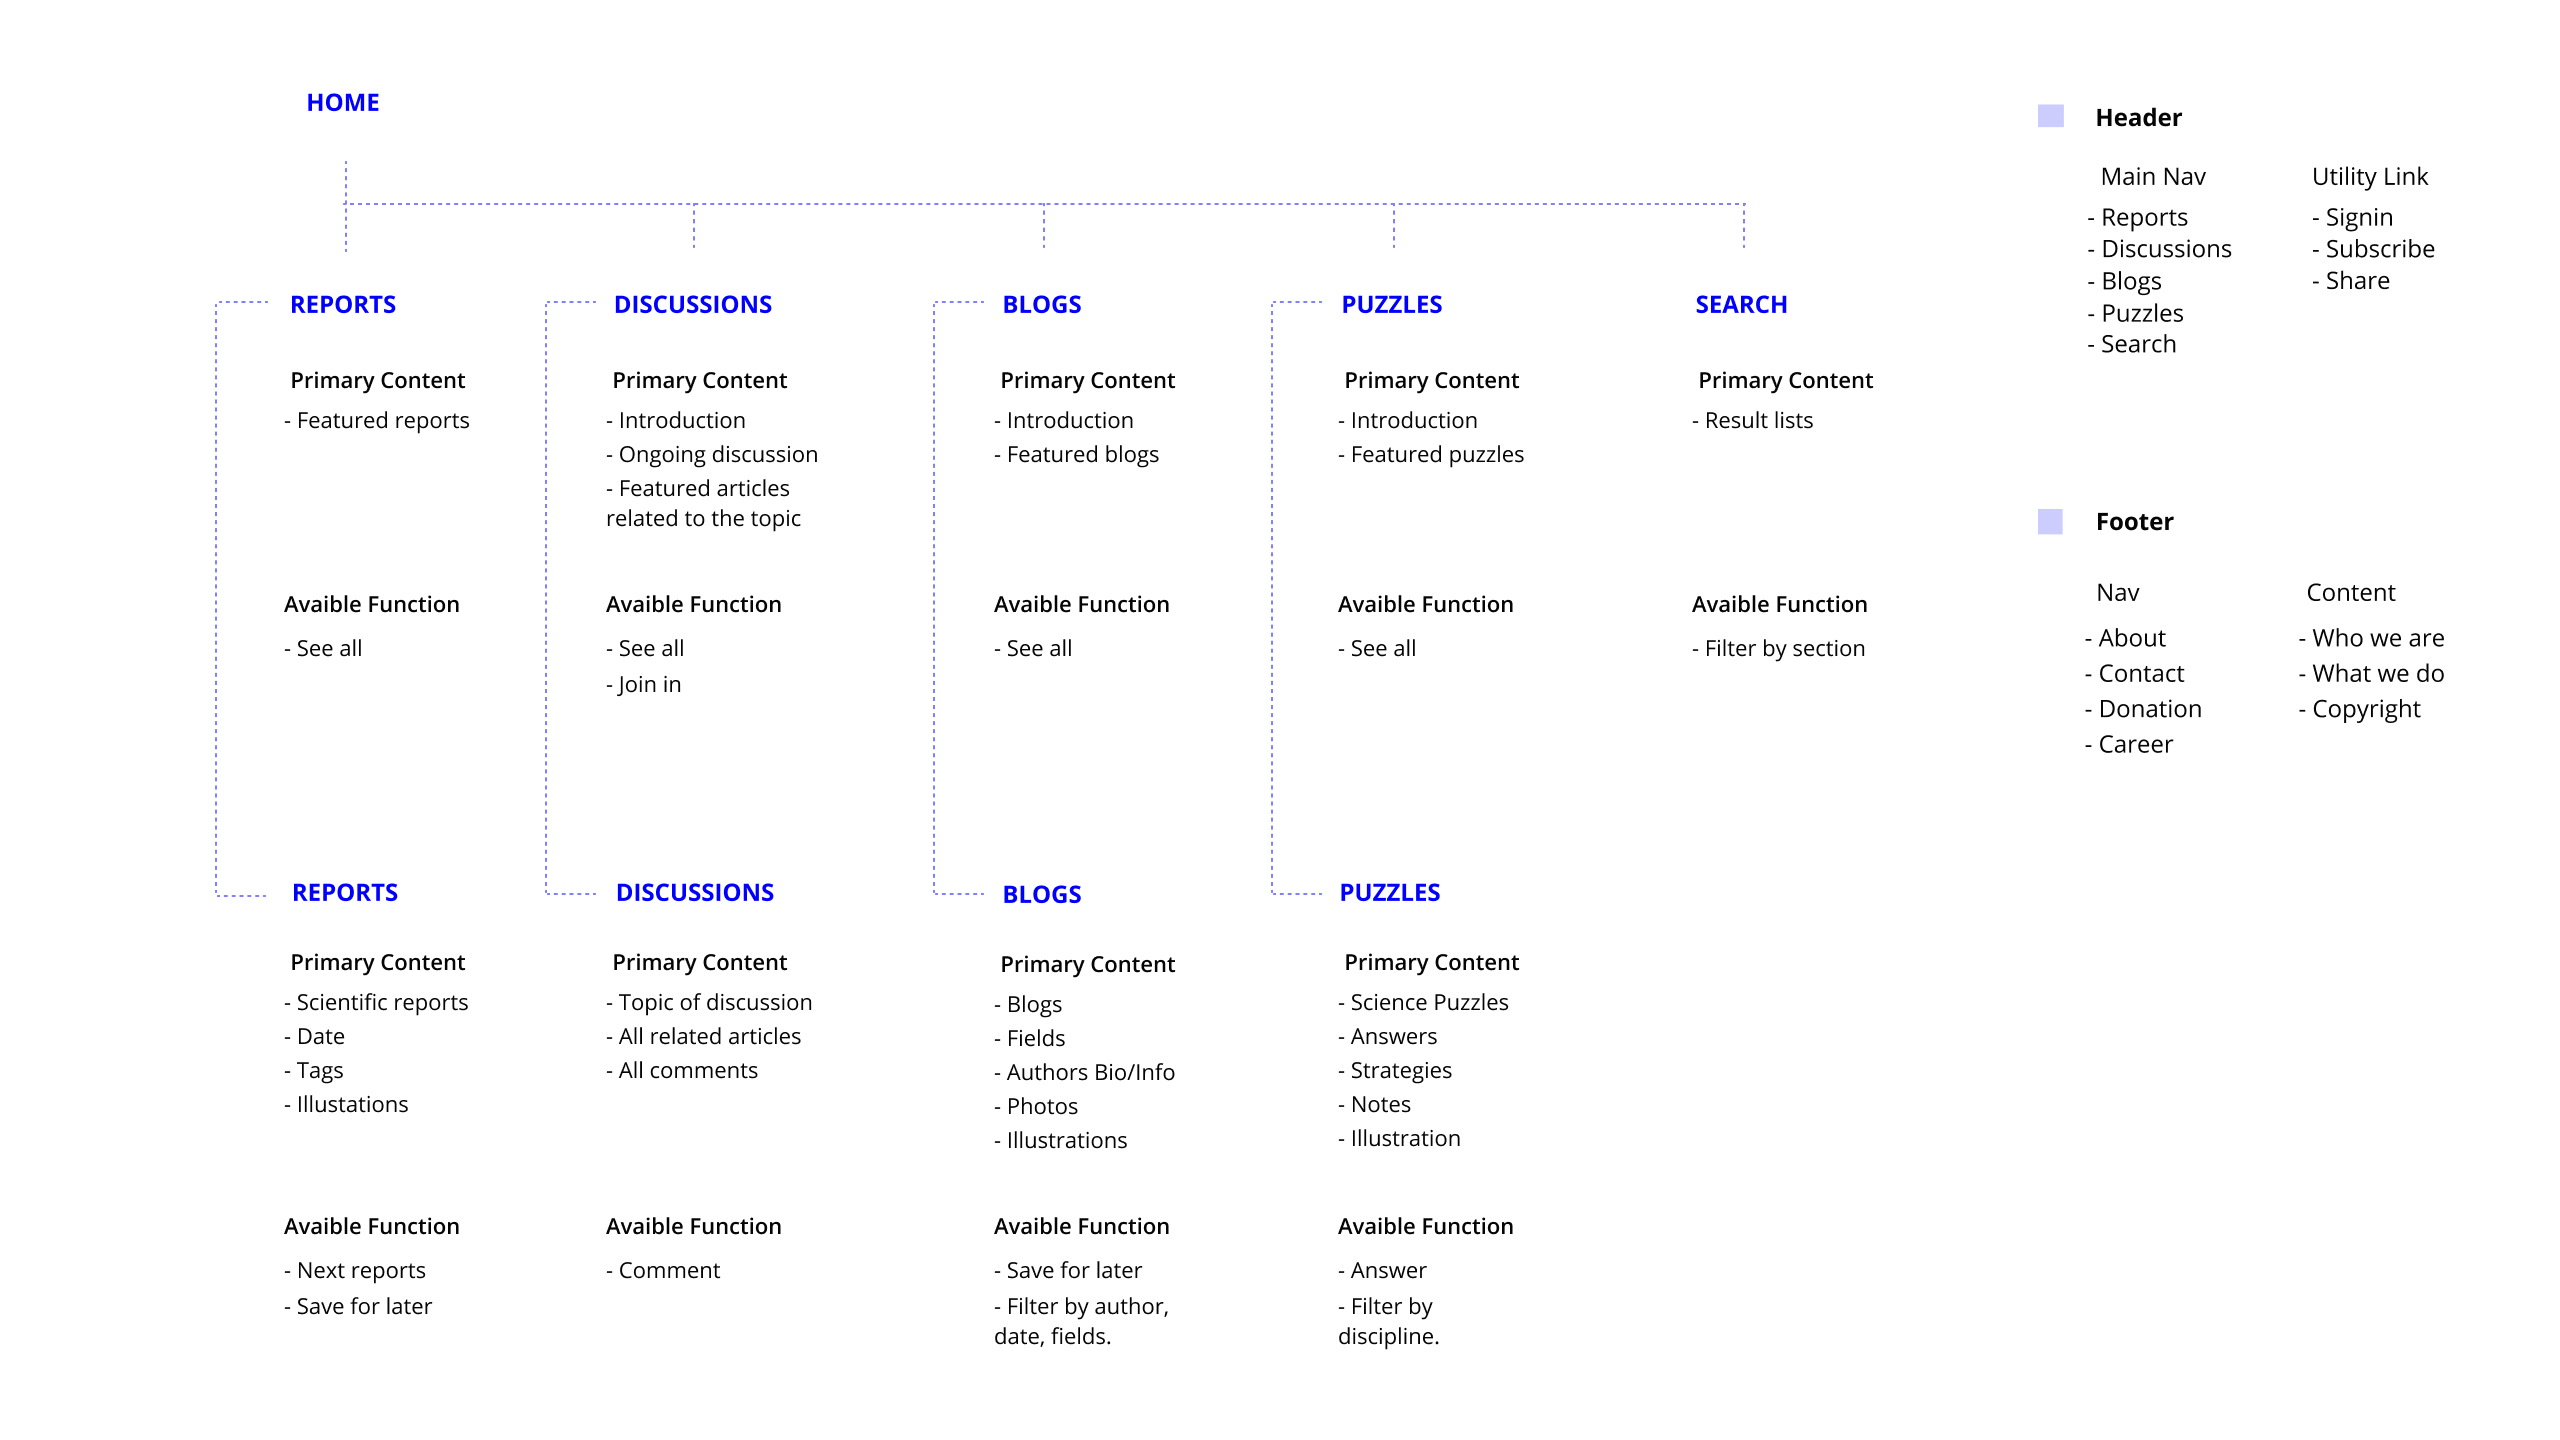 HOME
REPORTS
Primary Content
- Featured reports
Avaible Function
- See all
DISCUSSIONS
Primary Content
- Introduction
- Ongoing discussion
- Featured articles
related to the topic
Avaible Function
- See all
- Join in
BLOGS
Primary Content
- Introduction
- Featured blogs
Avaible Function
- See all
PUZZLES
Primary Content
- Introduction
- Featured puzzles
Avaible Function
- See all
SEARCH
Primary Content
- Result lists
Avaible Function
- Filter by section
REPORTS
Primary Content
- Scientific reports
- Date
- Tags
- Illustations
Avaible Function
- Next reports
- Save for later
DISCUSSIONS
Primary Content
- Topic of discussion
- All related articles
- All comments
Avaible Function
- Comment
BLOGS
Primary Content
- Blogs
- Fields
- Authors Bio/Info
- Photos
- Illustrations
Avaible Function
- Save for later
- Filter by author,
date, fields.
PUZZLES
Primary Content
- Science Puzzles
- Answers
- Strategies
- Notes
- Illustration
Avaible Function
- Answer
- Filter by
discipline.
Header
Main Nav
- Reports
- Discussions
- Blogs
- Puzzles
- Search
Utility Link
- Signin
- Subscribe
- Share
Footer
Nav
- About
- Contact
- Donation
- Career
Content
- Who we are
- What we do
- Copyright